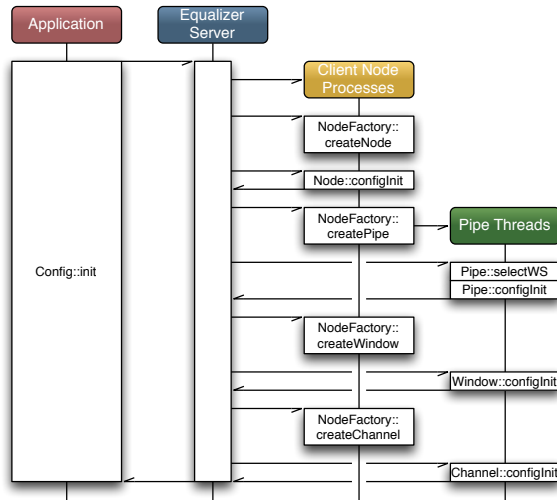 Application
Equalizer
Server
Client Node
Processes
NodeFactory::
createNode
Node::configInit
NodeFactory::
createPipe
Pipe Threads
Config::init
Pipe::selectWS
Pipe::configInit
NodeFactory::
createWindow
Window::configInit
NodeFactory::
createChannel
Channel::configInit